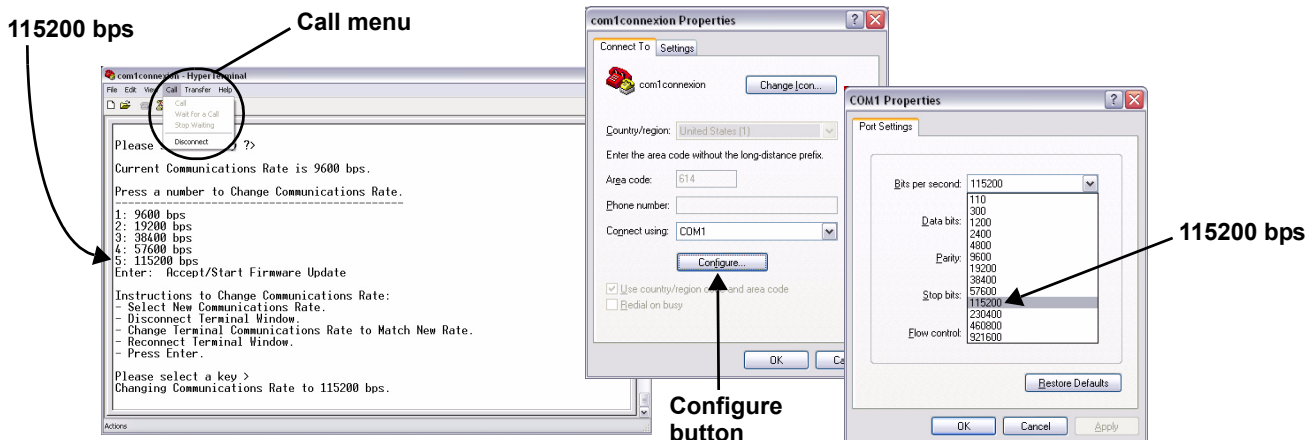 115200 bps
Call menu
com1connexion - HyperTerminal
File Edit View Call Transfer Help
Call
Wait for a Call
Stop Waiting
Disconnect
Please ?>
Current Communications Rate is 9600 bps.
Press a number to Change Communications Rate.
---------------------------------------------
1: 9600 bps
2: 19200 bps
3: 38400 bps
4: 57600 bps
5: 115200 bps
Enter: Accept/Start Firmware Update
Instructions to Change Communications Rate:
- Select New Communications Rate.
- Disconnect Terminal Window.
- Change Terminal Communications Rate to Match New Rate.
- Reconnect Terminal Window.
- Press Enter.
Please select a key >
Changing Communications Rate to 115200 bps.
Actions
com1connexion Properties
Connect To Settings
com1connexion
Change Icon...
Country/region: United States (1)
Enter the area code without the long-distance prefix.
Area code: 614
Phone number:
Connect using: COM1
Configure...
Use country/region code and area code
Redial on busy
OK Ca
Configure
button
COM1 Properties
Port Settings
Bits per second: 115200
Data bits:
Parity:
Stop bits:
Flow control:
110
300
1200
2400
4800
9600
19200
38400
57600
115200
230400
460800
921600
Restore Defaults
OK Cancel Apply
115200 bps